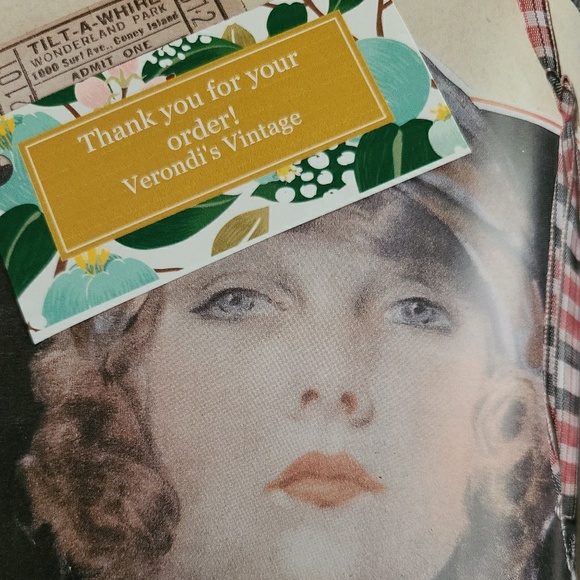 TILT-A-WHIRL
WONDERLAND PARK
1000 Surf Ave., Coney Island
ADMIT ONE
Thank you for your
order!
Verondi's Vintage